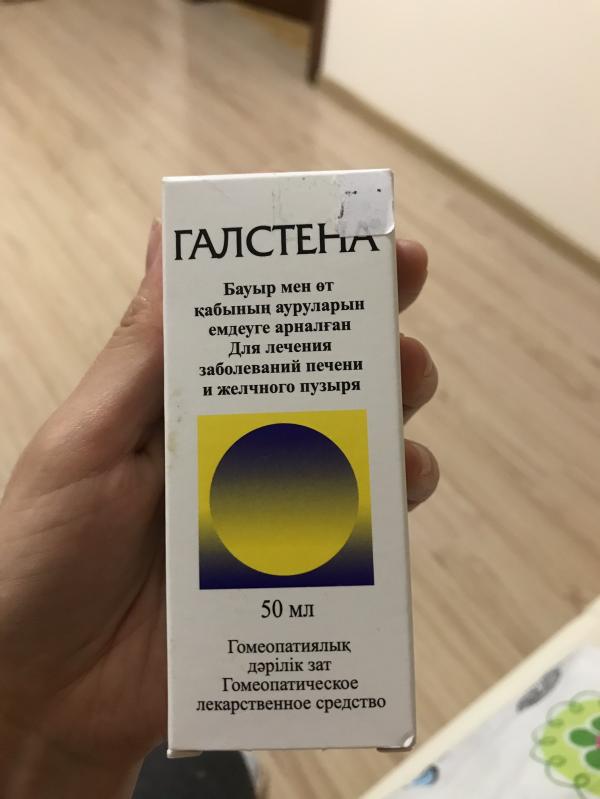 ГАЛСТЕНА
Бауыр мен өт
қабының ауруларын
емдеуге арналған
Для лечения
заболеваний печени
и желчного пузыря
50 мл
Гомеопатиялық
дәрілік зат
Гомеопатическое
лекарственное средство